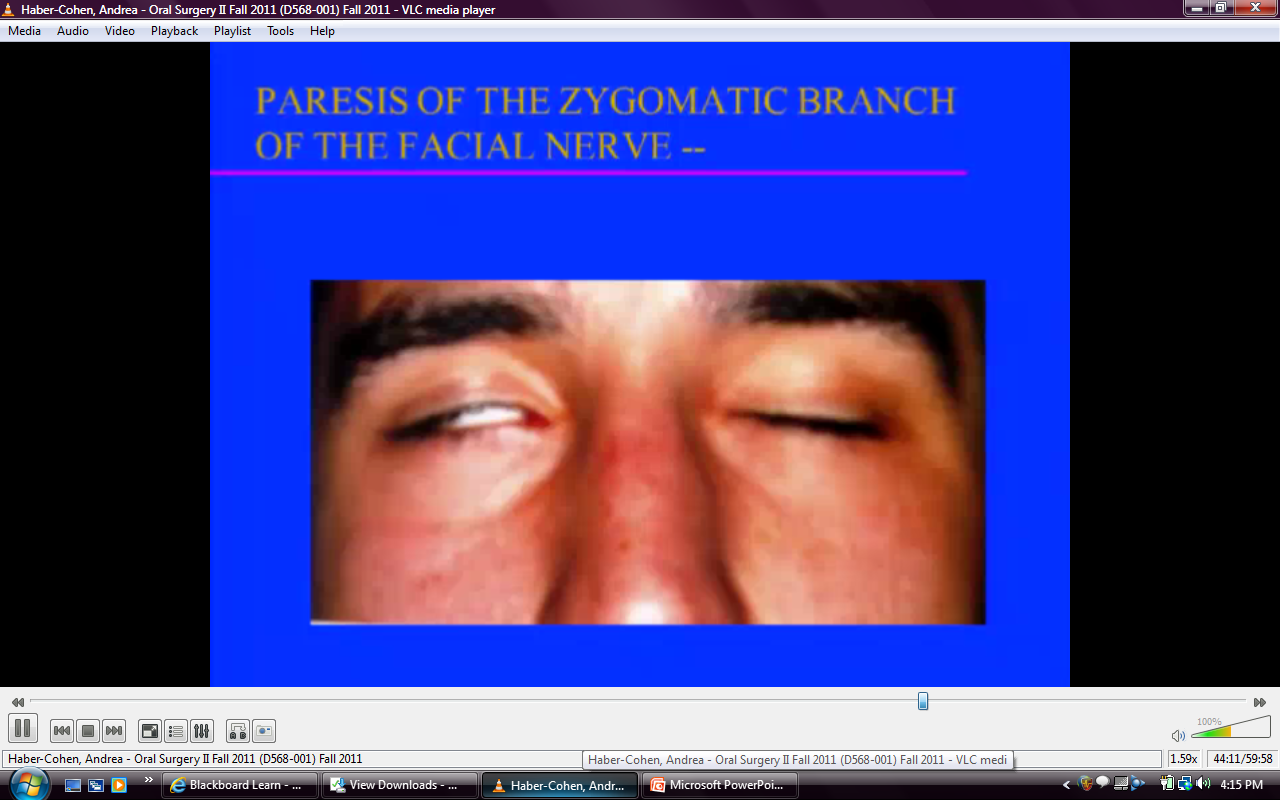 Haber-Cohen, Andrea - Oral Surgery II Fall 2011 (D568-001) Fall 2011 - VLC media player
Media Audio Video Playback Playlist Tools Help
PARESIS OF THE ZYGOMATIC BRANCH
OF THE FACIAL NERVE --
100%
Haber-Cohen, Andrea - Oral Surgery II Fall 2011 (D568-001) Fall 2011
Haber-Cohen, Andrea - Oral Surgery II Fall 2011 (D568-001) Fall 2011 - VLC medi
1.59x 44:11/59:58
Blackboard Learn - ... View Downloads - ... Haber-Cohen, Andr... Microsoft PowerPoi... 4:15 PM